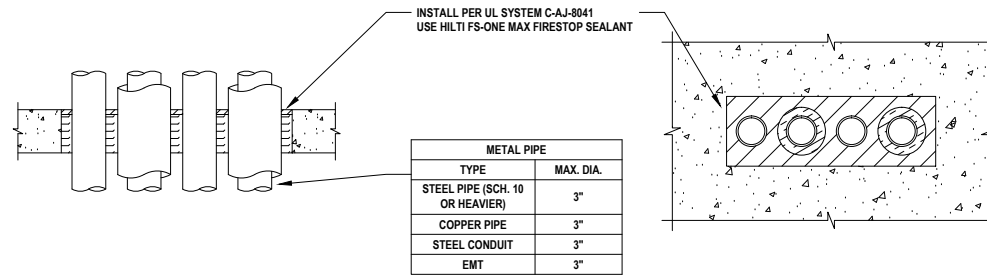 INSTALL PER UL SYSTEM C-AJ-8041
USE HILTI FS-ONE MAX FIRESTOP SEALANT
METAL PIPE
TYPE MAX. DIA.
STEEL PIPE (SCH. 10
OR HEAVIER) 3"
COPPER PIPE 3"
STEEL CONDUIT 3"
EMT 3"